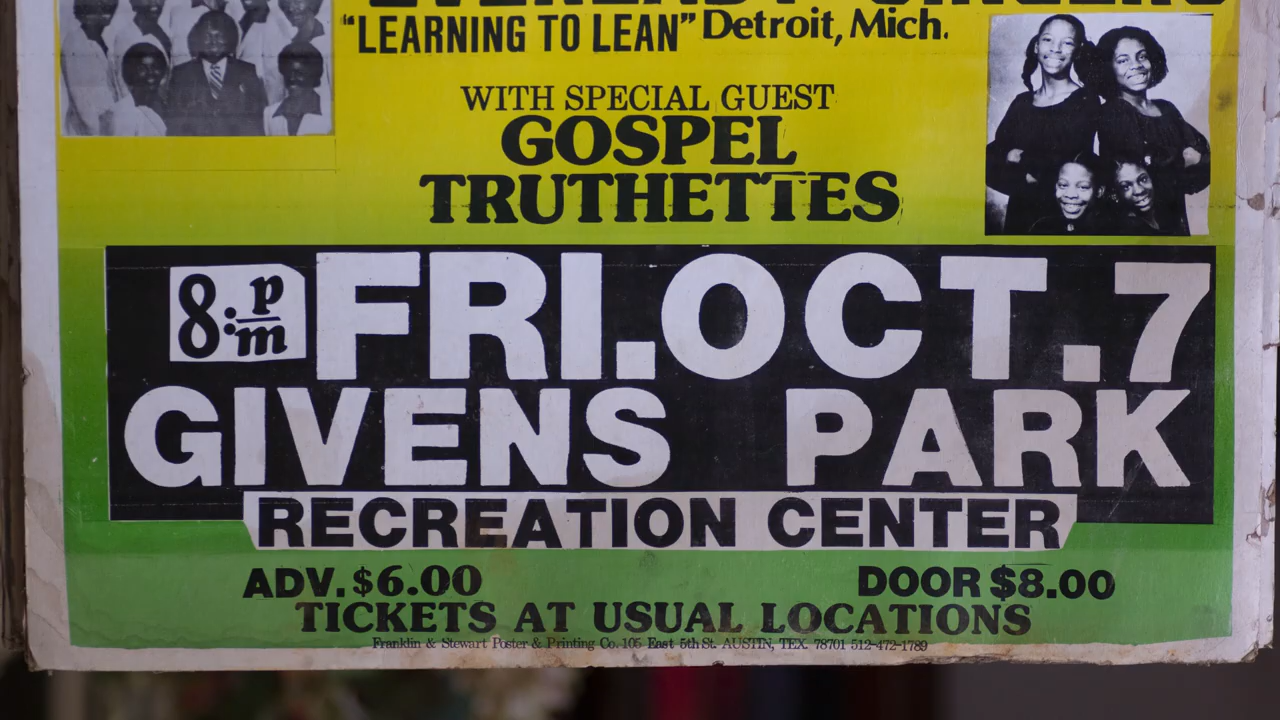 SINGERS
"LEARNING TO LEAN" Detroit, Mich.
WITH SPECIAL GUEST
GOSPEL
TRUTHETTES
8:pm FRI. OCT. 7
GIVENS PARK
RECREATION CENTER
ADV. $6.00 DOOR $8.00
TICKETS AT USUAL LOCATIONS
Franklin & Stewart Poster & Printing Co. 105 East 5th St. AUSTIN, TEX. 78701 512-472-1789